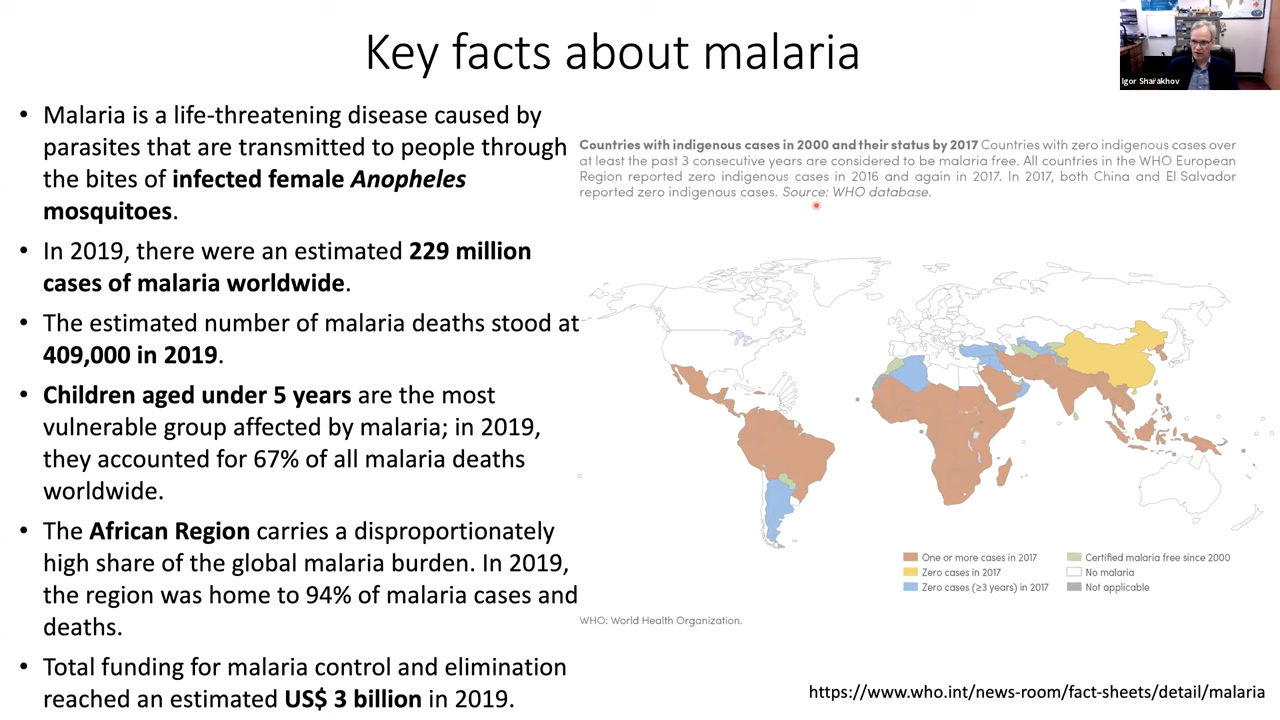 Key facts about malaria
Igor Sharakhov
• Malaria is a life-threatening disease caused by
parasites that are transmitted to people through
the bites of infected female Anopheles
mosquitoes.
• In 2019, there were an estimated 229 million
cases of malaria worldwide.
• The estimated number of malaria deaths stood at
409,000 in 2019.
• Children aged under 5 years are the most
vulnerable group affected by malaria; in 2019,
they accounted for 67% of all malaria deaths
worldwide.
• The African Region carries a disproportionately
high share of the global malaria burden. In 2019,
the region was home to 94% of malaria cases and
deaths.
• Total funding for malaria control and elimination
reached an estimated US$ 3 billion in 2019.
Countries with indigenous cases in 2000 and their status by 2017 Countries with zero indigenous cases over
at least the past 3 consecutive years are considered to be malaria free. All countries in the WHO European
Region reported zero indigenous cases in 2016 and again in 2017. In 2017, both China and El Salvador
reported zero indigenous cases. Source: WHO database.
One or more cases in 2017
Zero cases in 2017
Zero cases (≥3 years) in 2017
Certified malaria free since 2000
No malaria
Not applicable
WHO: World Health Organization.
https://www.who.int/news-room/fact-sheets/detail/malaria